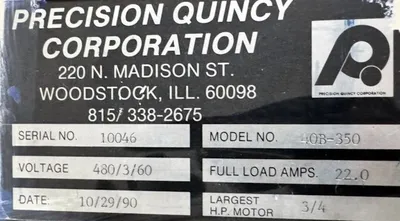 PRECISION QUINCY
CORPORATION
220 N. MADISON ST.
WOODSTOCK, ILL. 60098
815/ 338-2675
PRECISION QUINCY CORPORATION
SERIAL NO. 10046 MODEL NO. 40B-350
VOLTAGE 480/3/60 FULL LOAD AMPS. 22.0
DATE: 10/29/90 LARGEST
H.P. MOTOR 3/4